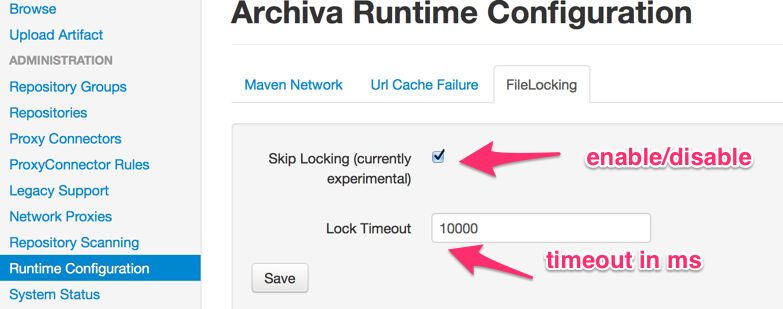 Browse
Upload Artifact
ADMINISTRATION
Repository Groups
Repositories
Proxy Connectors
ProxyConnector Rules
Legacy Support
Network Proxies
Repository Scanning
Runtime Configuration
System Status
Archiva Runtime Configuration
Maven Network Url Cache Failure FileLocking
Skip Locking (currently
experimental)
enable/disable
Lock Timeout 10000
timeout in ms
Save